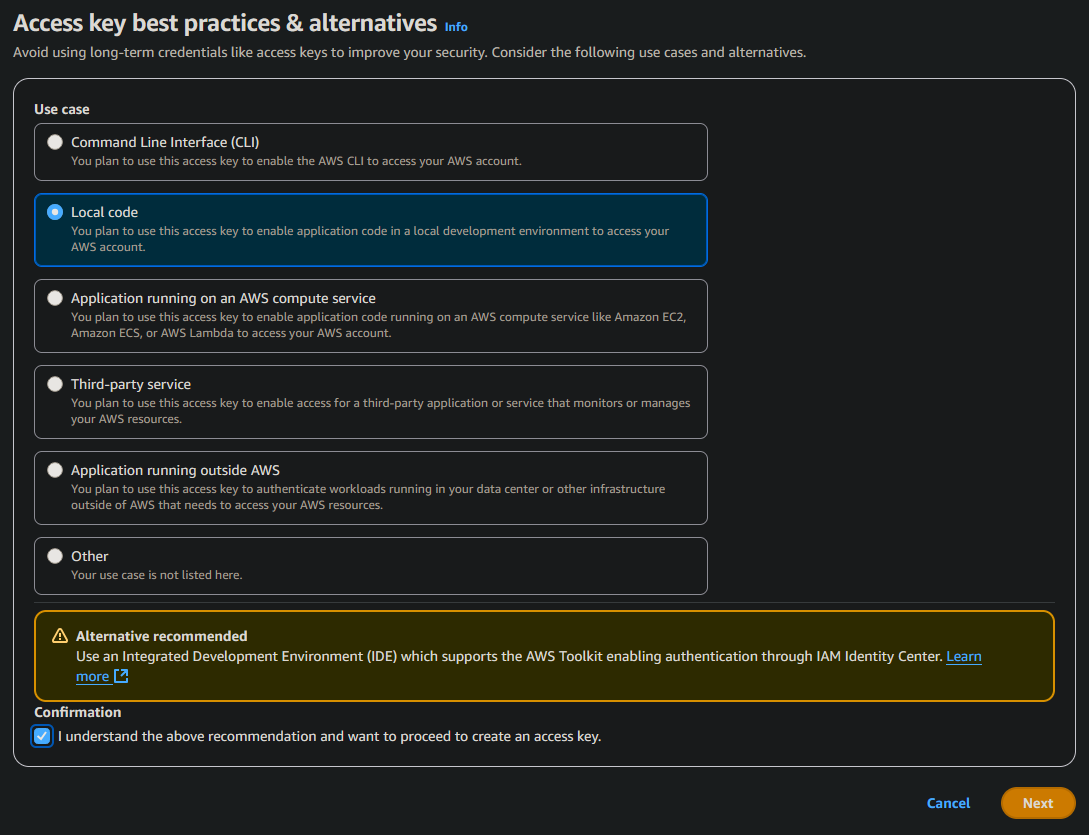 Access key best practices & alternatives Info
Avoid using long-term credentials like access keys to improve your security. Consider the following use cases and alternatives.
Use case
Command Line Interface (CLI)
You plan to use this access key to enable the AWS CLI to access your AWS account.
Local code
You plan to use this access key to enable application code in a local development environment to access your
AWS account.
Application running on an AWS compute service
You plan to use this access key to enable application code running on an AWS compute service like Amazon EC2,
Amazon ECS, or AWS Lambda to access your AWS account.
Third-party service
You plan to use this access key to enable access for a third-party application or service that monitors or manages
your AWS resources.
Application running outside AWS
You plan to use this access key to authenticate workloads running in your data center or other infrastructure
outside of AWS that needs to access your AWS resources.
Other
Your use case is not listed here.
Alternative recommended
Use an Integrated Development Environment (IDE) which supports the AWS Toolkit enabling authentication through IAM Identity Center. Learn
more
Confirmation
I understand the above recommendation and want to proceed to create an access key.
Cancel Next